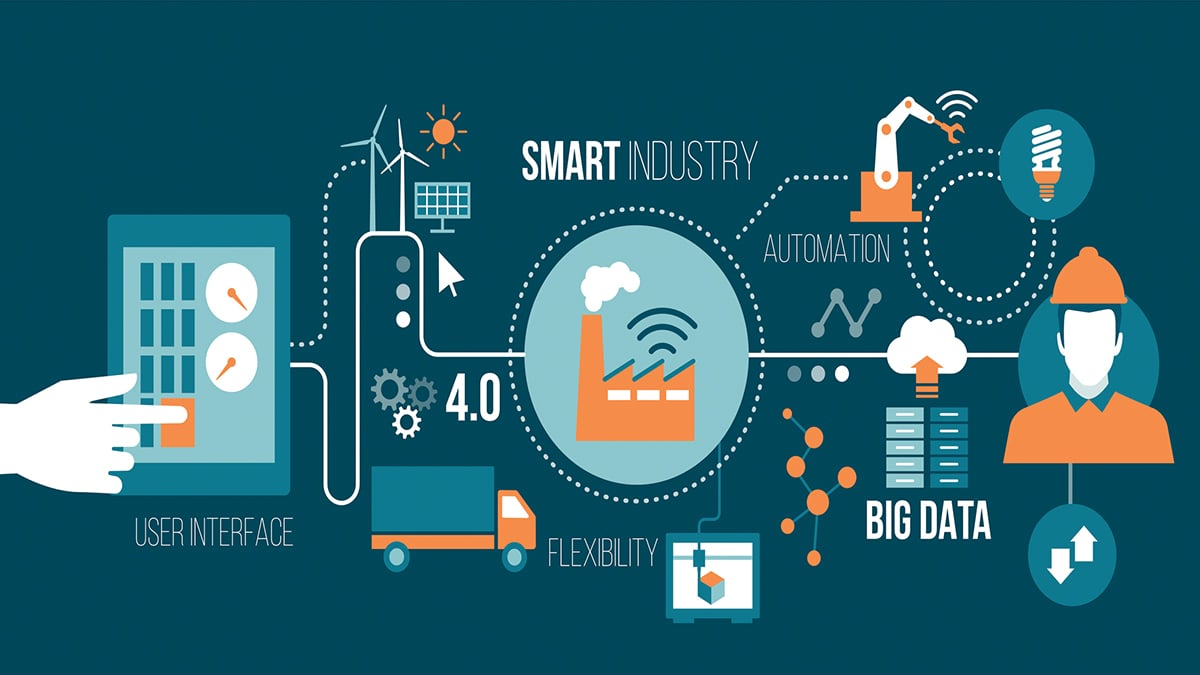 SMART INDUSTRY
AUTOMATION
4.0
BIG DATA
USER INTERFACE
FLEXIBILITY